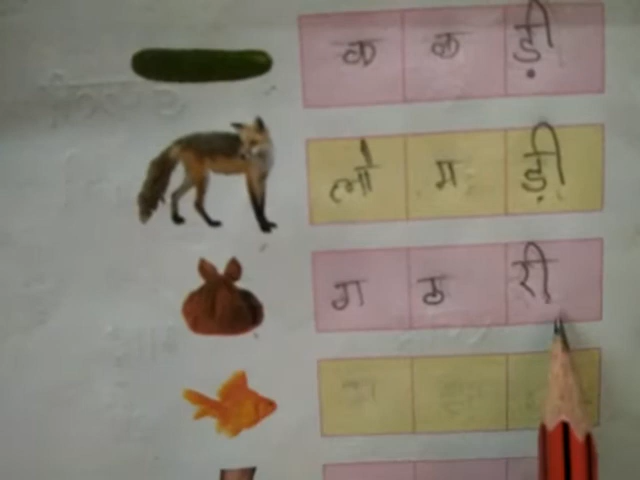 क क ड़ी
लो म ड़ी
ग ठ री